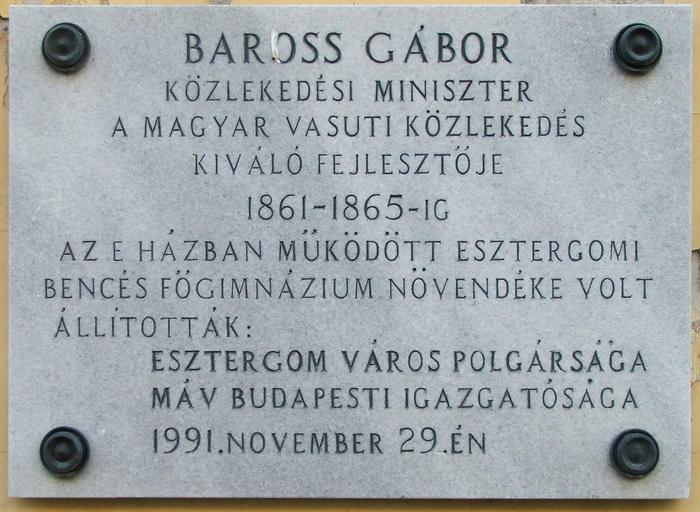 BAROSS GÁBOR
KÖZLEKEDÉSI MINISZTER
A MAGYAR VASUTI KÖZLEKEDÉS
KIVÁLÓ FEJLESZTŐJE
1861-1865-IG
AZ E HÁZBAN MŰKÖDÖTT ESZTERGOMI
BENCÉS FŐGIMNÁZIUM NÖVENDÉKE VOLT
ÁLLÍTOTTÁK:
ESZTERGOM VÁROS POLGÁRSÁGA
MÁV BUDAPESTI IGAZGATÓSÁGA
1991.NOVEMBER 29.ÉN